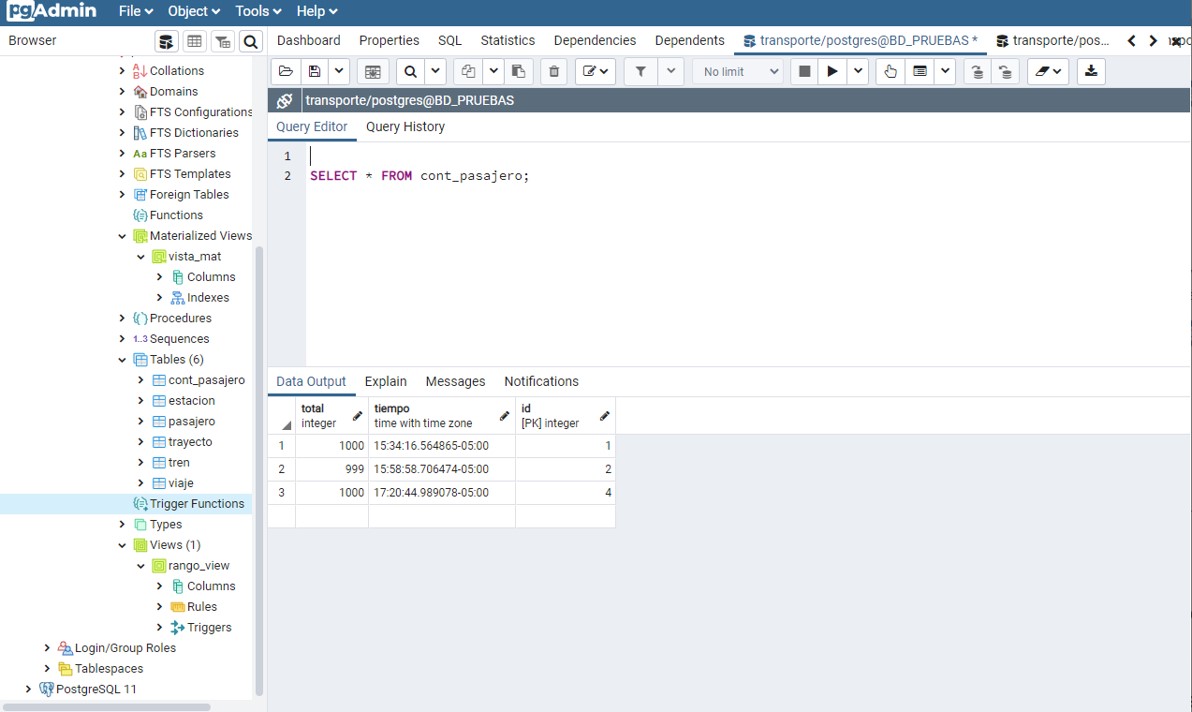 pgAdmin File Object Tools Help
Browser
Dashboard Properties SQL Statistics Dependencies Dependents transporte/postgres@BD_PRUEBAS * transporte/pos...
No limit
transporte/postgres@BD_PRUEBAS
Query Editor Query History
1
2 SELECT * FROM cont_pasajero;
Collations
Domains
FTS Configurations
FTS Dictionaries
Aa FTS Parsers
FTS Templates
Foreign Tables
Functions
Materialized Views
vista_mat
Columns
Indexes
Procedures
1..3 Sequences
Tables (6)
cont_pasajero
estacion
pasajero
trayecto
tren
viaje
Trigger Functions
Types
Views (1)
rango_view
Columns
Rules
Triggers
Login/Group Roles
Tablespaces
PostgreSQL 11
Data Output Explain Messages Notifications
total tiempo id
integer time with time zone [PK] integer
1 1000 15:34:16.564865-05:00 1
2 999 15:58:58.706474-05:00 2
3 1000 17:20:44.989078-05:00 4